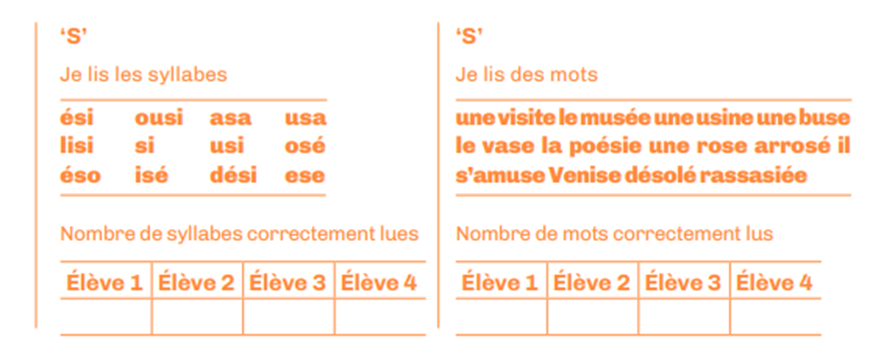 ‘S’
Je lis les syllabes
ési ousi asa usa
lisi si usi osé
éso isé dési ese
Nombre de syllabes correctement lues
Élève 1 Élève 2 Élève 3 Élève 4
‘S’
Je lis des mots
une visite le musée une usine une buse
le vase la poésie une rose arrosé il
s’amuse Venise désolé rassasiée
Nombre de mots correctement lus
Élève 1 Élève 2 Élève 3 Élève 4